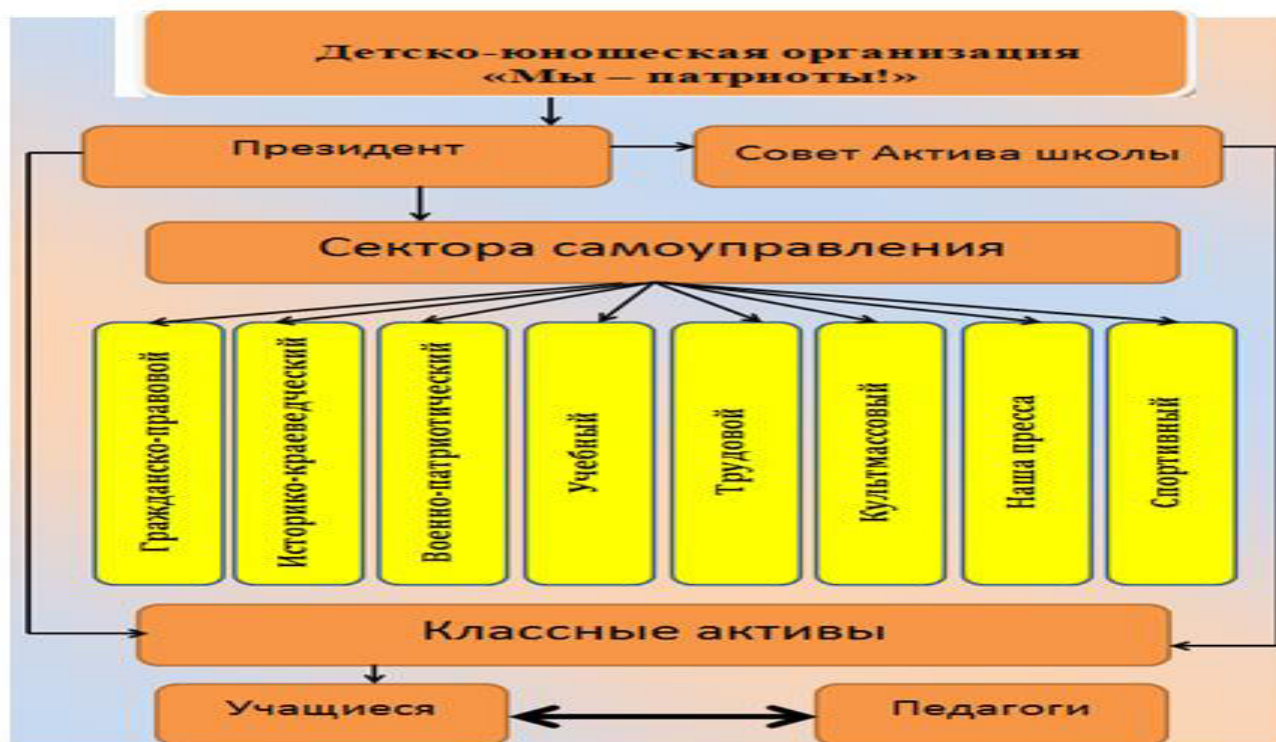 Детско-юношеская организация
«Мы – патриоты!»
Президент
Совет Актива школы
Сектора самоуправления
Гражданско-правовой
Историко-краеведческий
Военно-патриотический
Учебный
Трудовой
Культмассовый
Наша пресса
Спортивный
Классные активы
Учащиеся
Педагоги